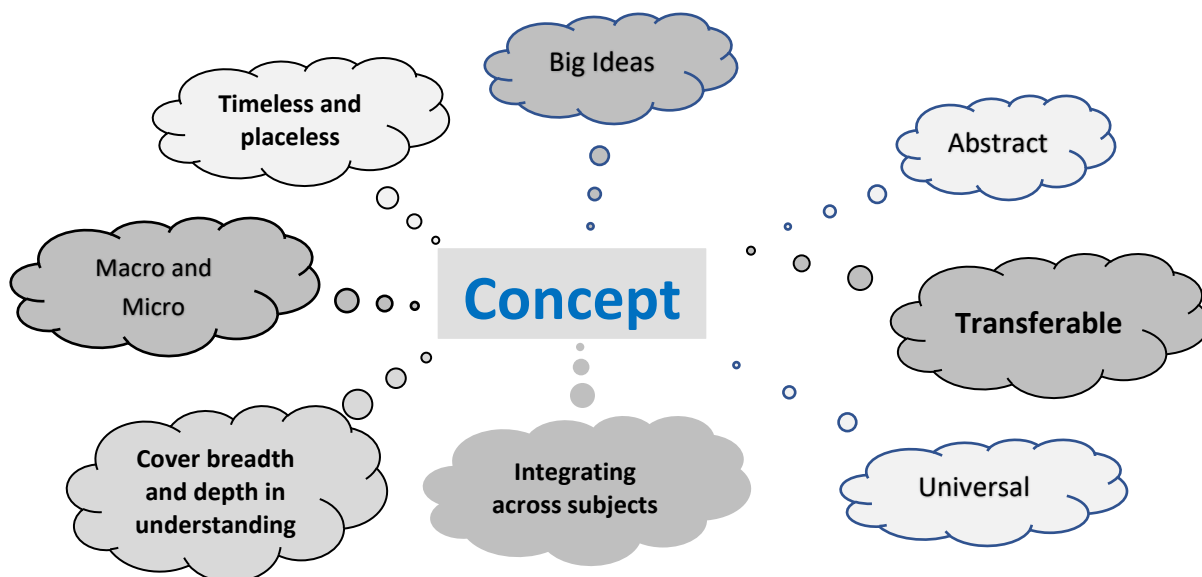 Big Ideas
Timeless and
placeless
Abstract
Macro and
Micro
Concept
Transferable
Cover breadth
and depth in
understanding
Integrating
across subjects
Universal